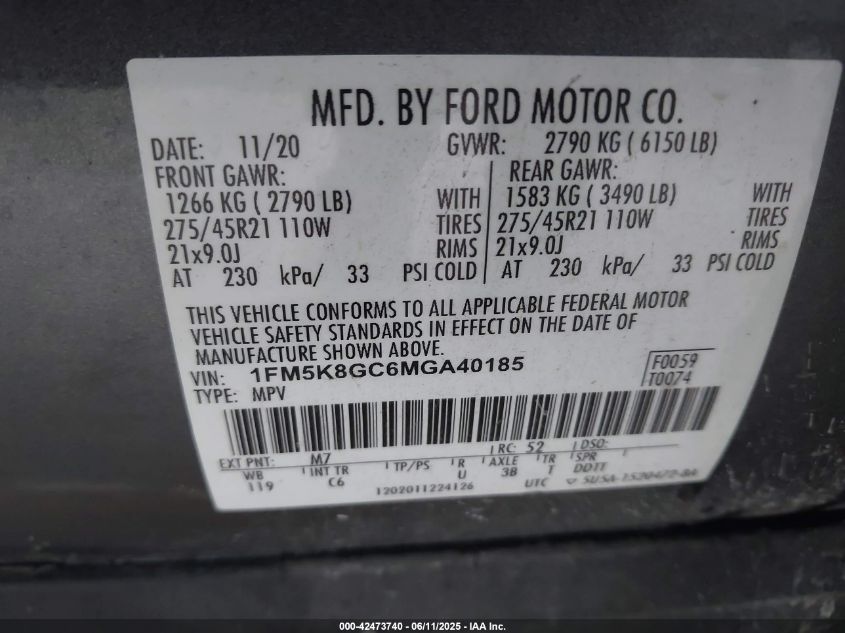 MFD. BY FORD MOTOR CO.
DATE: 11/20 GVWR: 2790 KG ( 6150 LB)
FRONT GAWR: REAR GAWR:
1266 KG ( 2790 LB) WITH 1583 KG ( 3490 LB) WITH
275/45R21 110W TIRES 275/45R21 110W TIRES
21x9.0J RIMS 21x9.0J RIMS
AT 230 kPa/ 33 PSI COLD AT 230 kPa/ 33 PSI COLD
THIS VEHICLE CONFORMS TO ALL APPLICABLE FEDERAL MOTOR
VEHICLE SAFETY STANDARDS IN EFFECT ON THE DATE OF
MANUFACTURE SHOWN ABOVE.
VIN: 1FM5K8GC6MGA40185 F0059
TYPE: MPV T0074
EXT PNT: M7 RC: 52 DSO:
WB INT TR TP/PS R AXLE TR SPR
119 C6 U 3B T DDTT
1202011224126 UTC
000-42473740 - 06/11/2025 - IAA Inc.